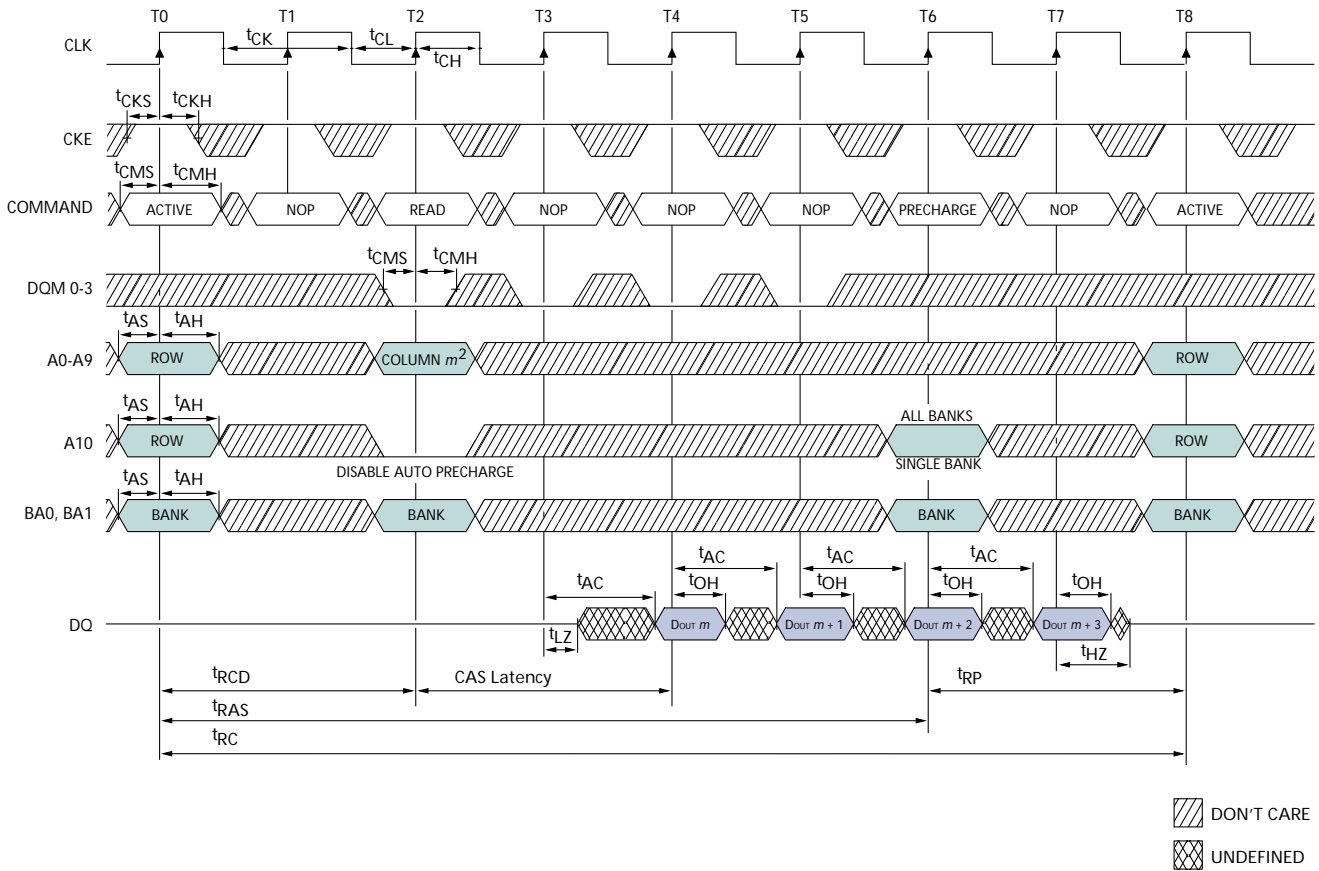 T0 T1 T2 T3 T4 T5 T6 T7 T8
CLK
tCK tCL
tCH
tCKS tCKH
CKE
tCMS tCMH
COMMAND ACTIVE NOP READ NOP NOP NOP PRECHARGE NOP ACTIVE
tCMS tCMH
DQM 0-3
tAS tAH
A0-A9 ROW COLUMN m2 ROW
tAS tAH
ALL BANKS
A10 ROW ROW
SINGLE BANK
DISABLE AUTO PRECHARGE
tAS tAH
BA0, BA1 BANK BANK BANK BANK
tAC tAC tAC tAC
tOH tOH tOH tOH
DQ DOUT m DOUT m + 1 DOUT m + 2 DOUT m + 3
tLZ tHZ
tRCD CAS Latency tRP
tRAS
tRC
DON'T CARE
UNDEFINED